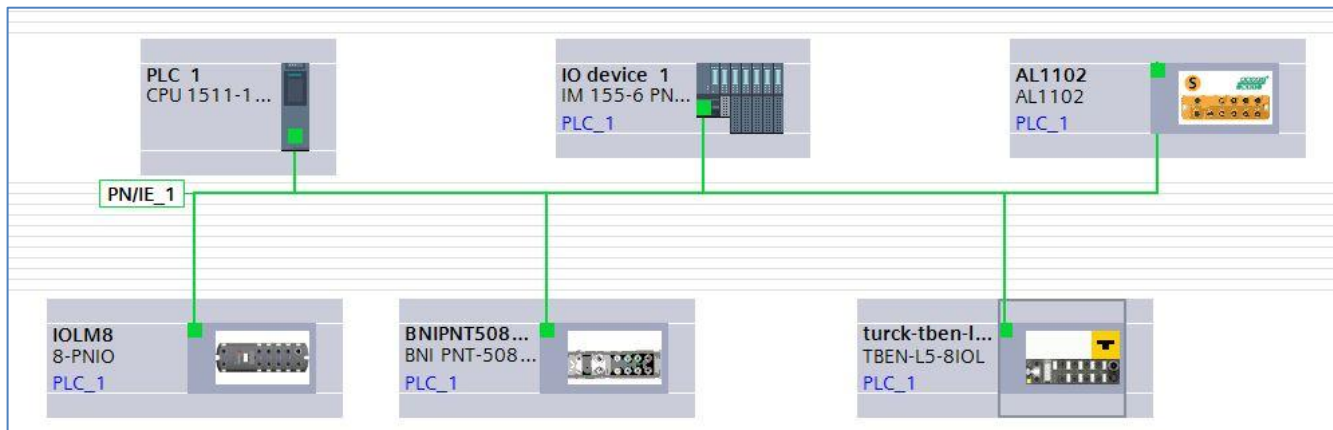 PLC_1
CPU 1511-1...
IO device_1
IM 155-6 PN...
PLC_1
AL1102
AL1102
PLC_1
S
PN/IE_1
IOLM8
8-PNIO
PLC_1
BNIPNT508...
BNI PNT-508...
PLC_1
turck-tben-l...
TBEN-L5-8IOL
PLC_1